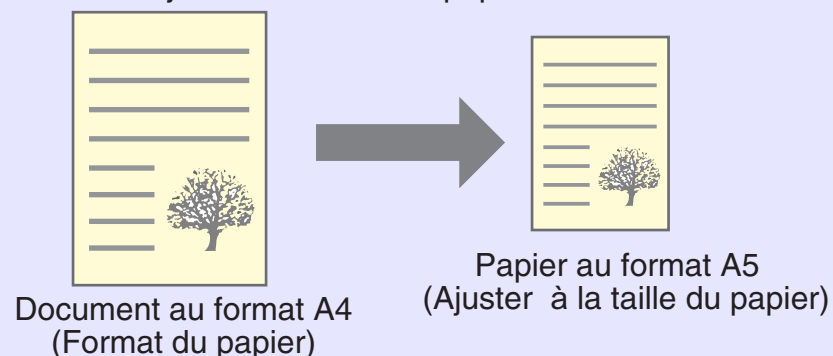 Document au format A4
(Format du papier)
Papier au format A5
(Ajuster à la taille du papier)